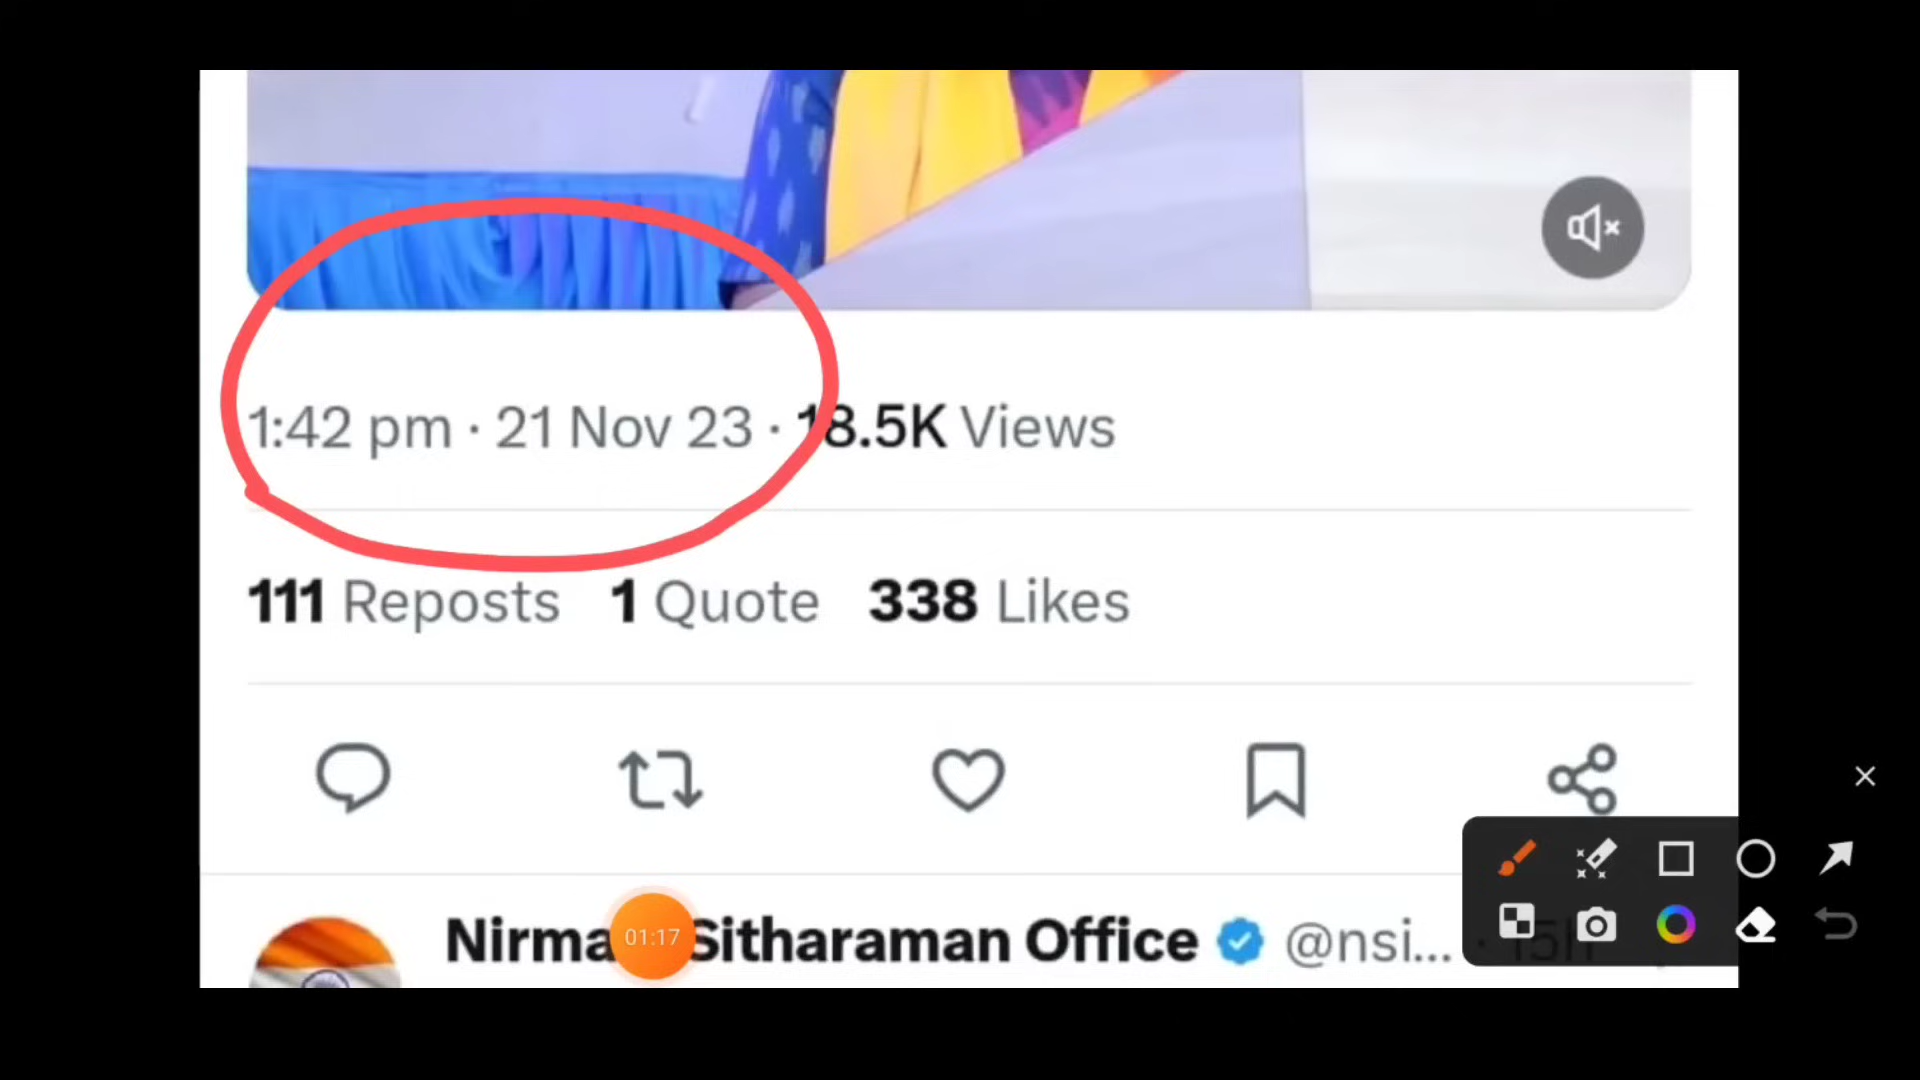 1:42 pm · 21 Nov 23 · 18.5K Views
111 Reposts 1 Quote 338 Likes
Nirma Sitharaman Office @nsi... · 15h
01:17